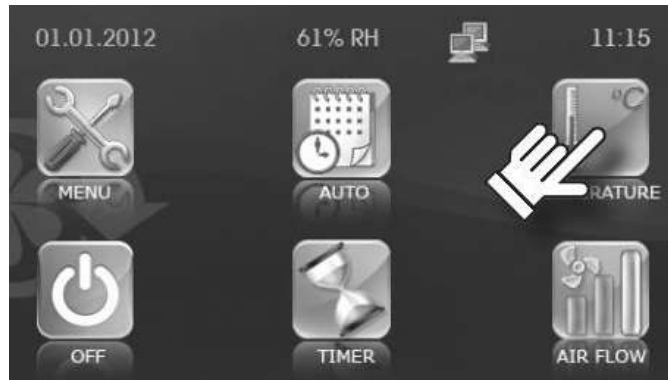 01.01.2012 61% RH 11:15
°C
MENU AUTO RATURE
OFF TIMER AIR FLOW